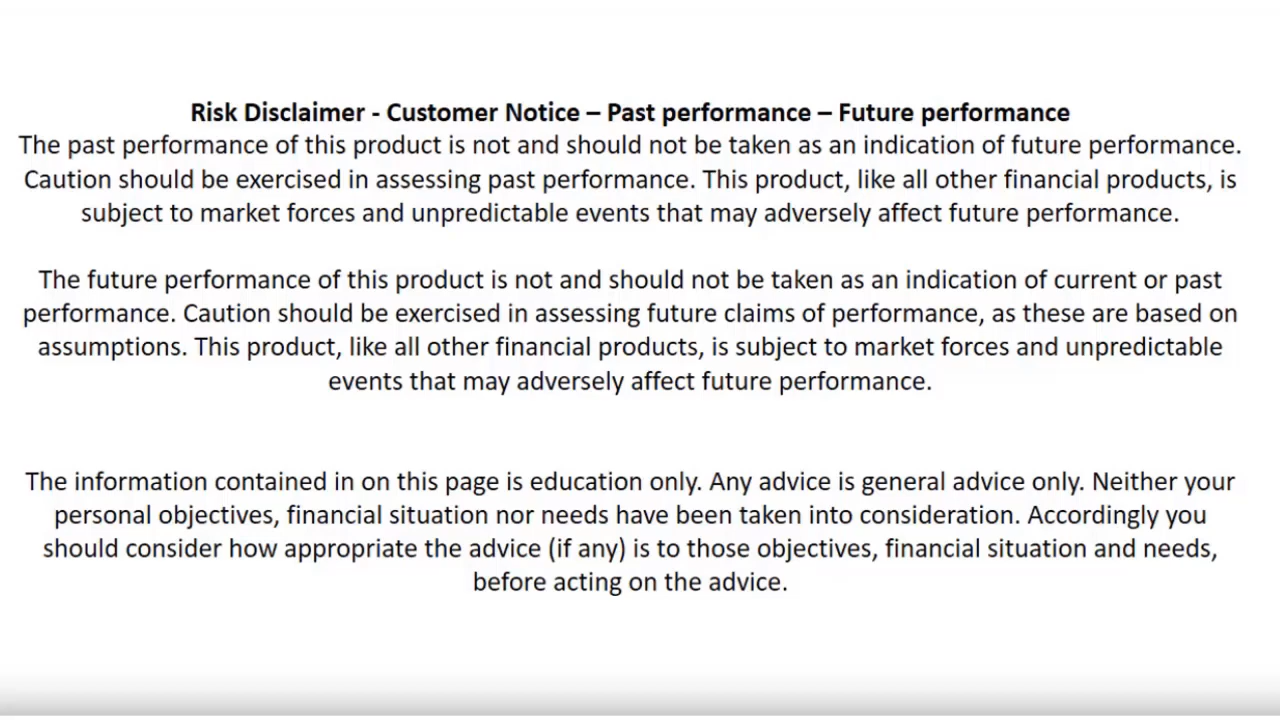 Risk Disclaimer - Customer Notice – Past performance – Future performance
The past performance of this product is not and should not be taken as an indication of future performance.
Caution should be exercised in assessing past performance. This product, like all other financial products, is
subject to market forces and unpredictable events that may adversely affect future performance.
The future performance of this product is not and should not be taken as an indication of current or past
performance. Caution should be exercised in assessing future claims of performance, as these are based on
assumptions. This product, like all other financial products, is subject to market forces and unpredictable
events that may adversely affect future performance.
The information contained in on this page is education only. Any advice is general advice only. Neither your
personal objectives, financial situation nor needs have been taken into consideration. Accordingly you
should consider how appropriate the advice (if any) is to those objectives, financial situation and needs,
before acting on the advice.